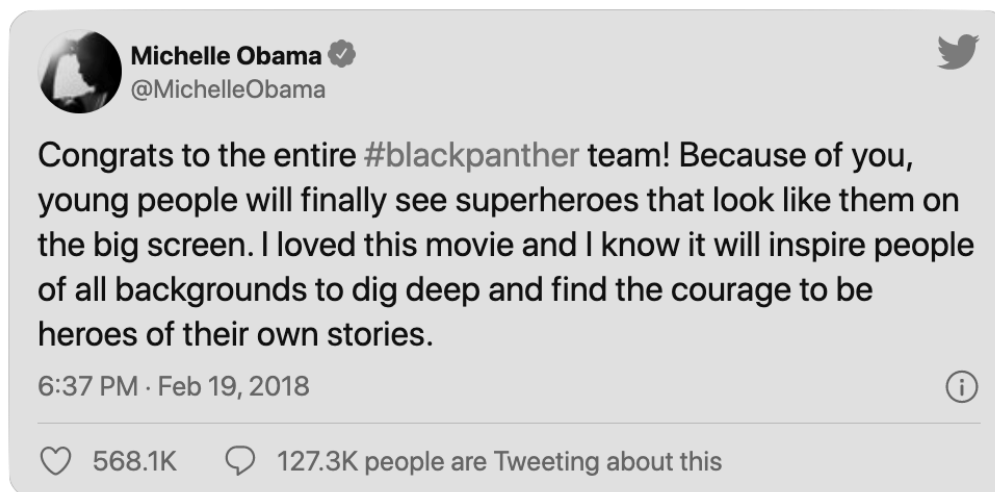 Michelle Obama
@MichelleObama
Congrats to the entire #blackpanther team! Because of you,
young people will finally see superheroes that look like them on
the big screen. I loved this movie and I know it will inspire people
of all backgrounds to dig deep and find the courage to be
heroes of their own stories.
6:37 PM · Feb 19, 2018
568.1K 127.3K people are Tweeting about this